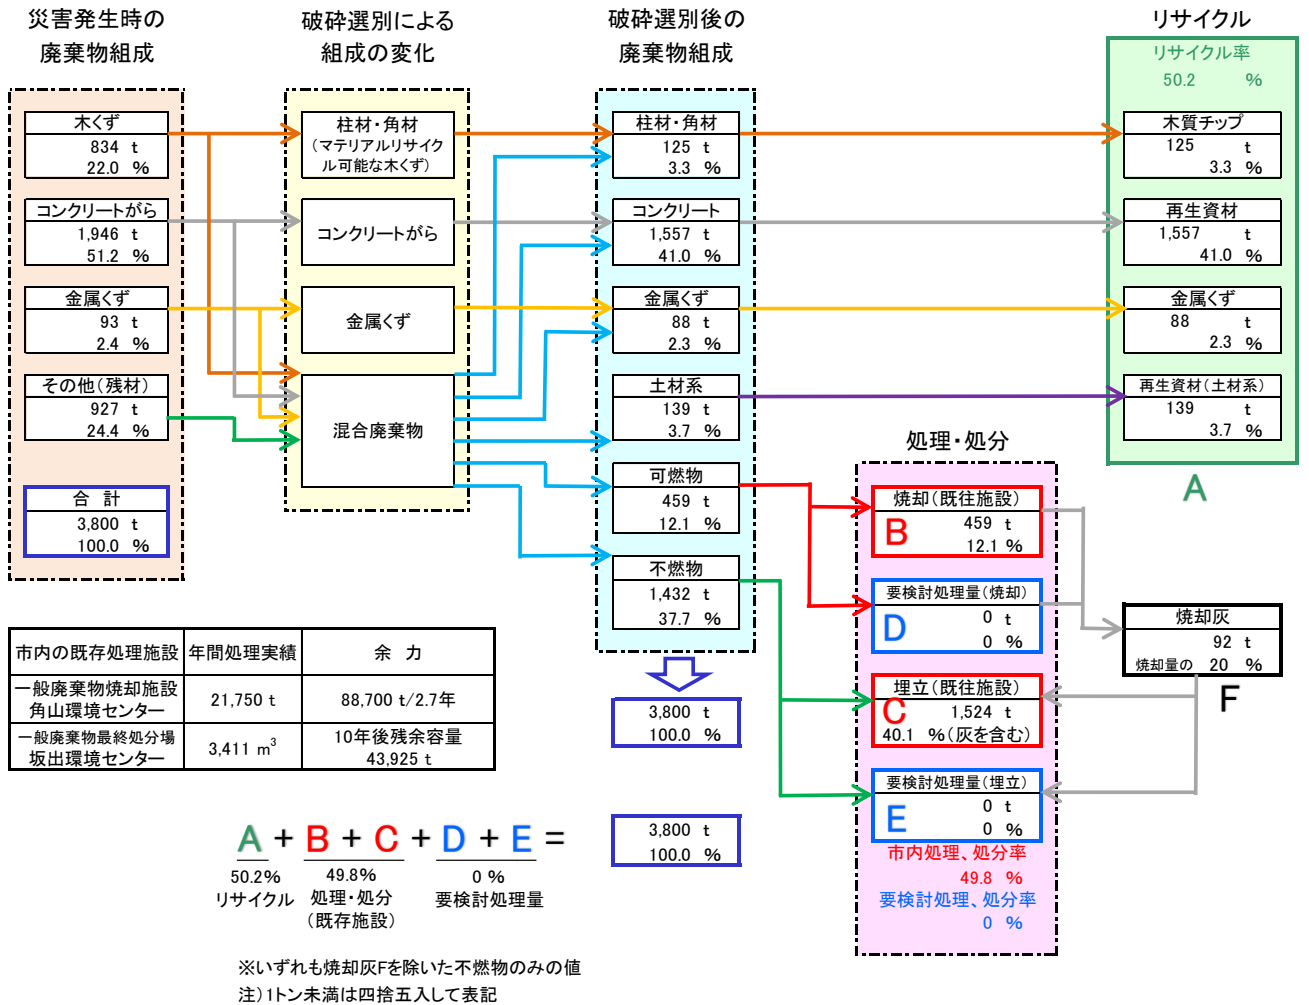 災害発生時の
廃棄物組成
木くず
834 t
22.0 %
コンクリートがら
1,946 t
51.2 %
金属くず
93 t
2.4 %
その他(残材)
927 t
24.4 %
合 計
3,800 t
100.0 %
破砕選別による
組成の変化
柱材・角材
(マテリアルリサイク
ル可能な木くず)
コンクリートがら
金属くず
混合廃棄物
破砕選別後の
廃棄物組成
柱材・角材
125 t
3.3 %
コンクリート
1,557 t
41.0 %
金属くず
88 t
2.3 %
土材系
139 t
3.7 %
可燃物
459 t
12.1 %
不燃物
1,432 t
37.7 %
3,800 t
100.0 %
3,800 t
100.0 %
処理・処分
焼却(既往施設)
B
459 t
12.1 %
要検討処理量(焼却)
D
0 t
0 %
埋立(既往施設)
C
1,524 t
40.1 %(灰を含む)
要検討処理量(埋立)
E
0 t
0 %
市内処理、処分率
49.8 %
要検討処理、処分率
0 %
リサイクル
リサイクル率
50.2 %
木質チップ
125 t
3.3 %
再生資材
1,557 t
41.0 %
金属くず
88 t
2.3 %
再生資材(土材系)
139 t
3.7 %
A
焼却灰
92 t
焼却量の 20 %
F
市内の既存処理施設 年間処理実績 余 力
一般廃棄物焼却施設
角山環境センター
21,750 t
88,700 t/2.7年
一般廃棄物最終処分場
坂出環境センター
3,411 m3
10年後残余容量
43,925 t
A + B + C + D + E =
50.2% 49.8% 0 %
リサイクル 処理・処分 要検討処理量
(既存施設)
※いずれも焼却灰Fを除いた不燃物のみの値
注)1トン未満は四捨五入して表記